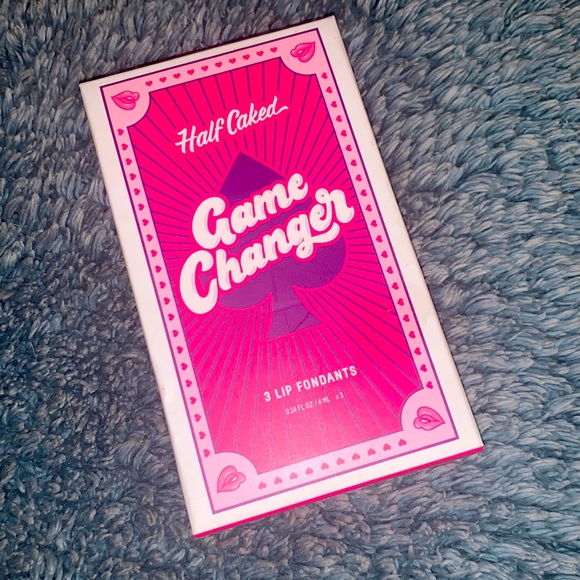 Half Caked
Game
Changer
3 LIP FONDANTS
0.14 FL OZ / 4 ML x3